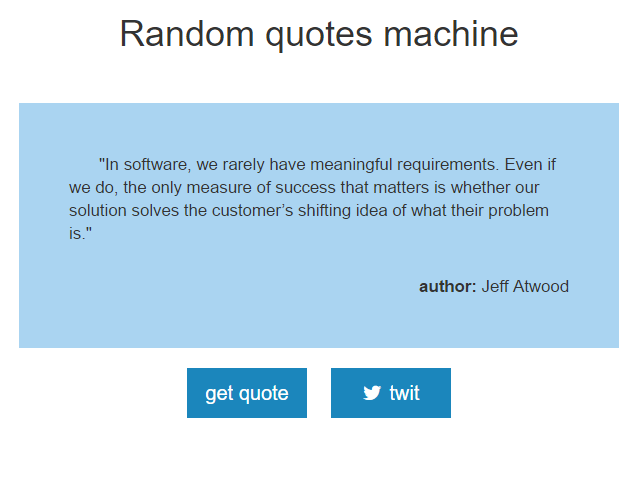 Random quotes machine
"In software, we rarely have meaningful requirements. Even if
we do, the only measure of success that matters is whether our
solution solves the customer’s shifting idea of what their problem
is."
author: Jeff Atwood
get quote
twit